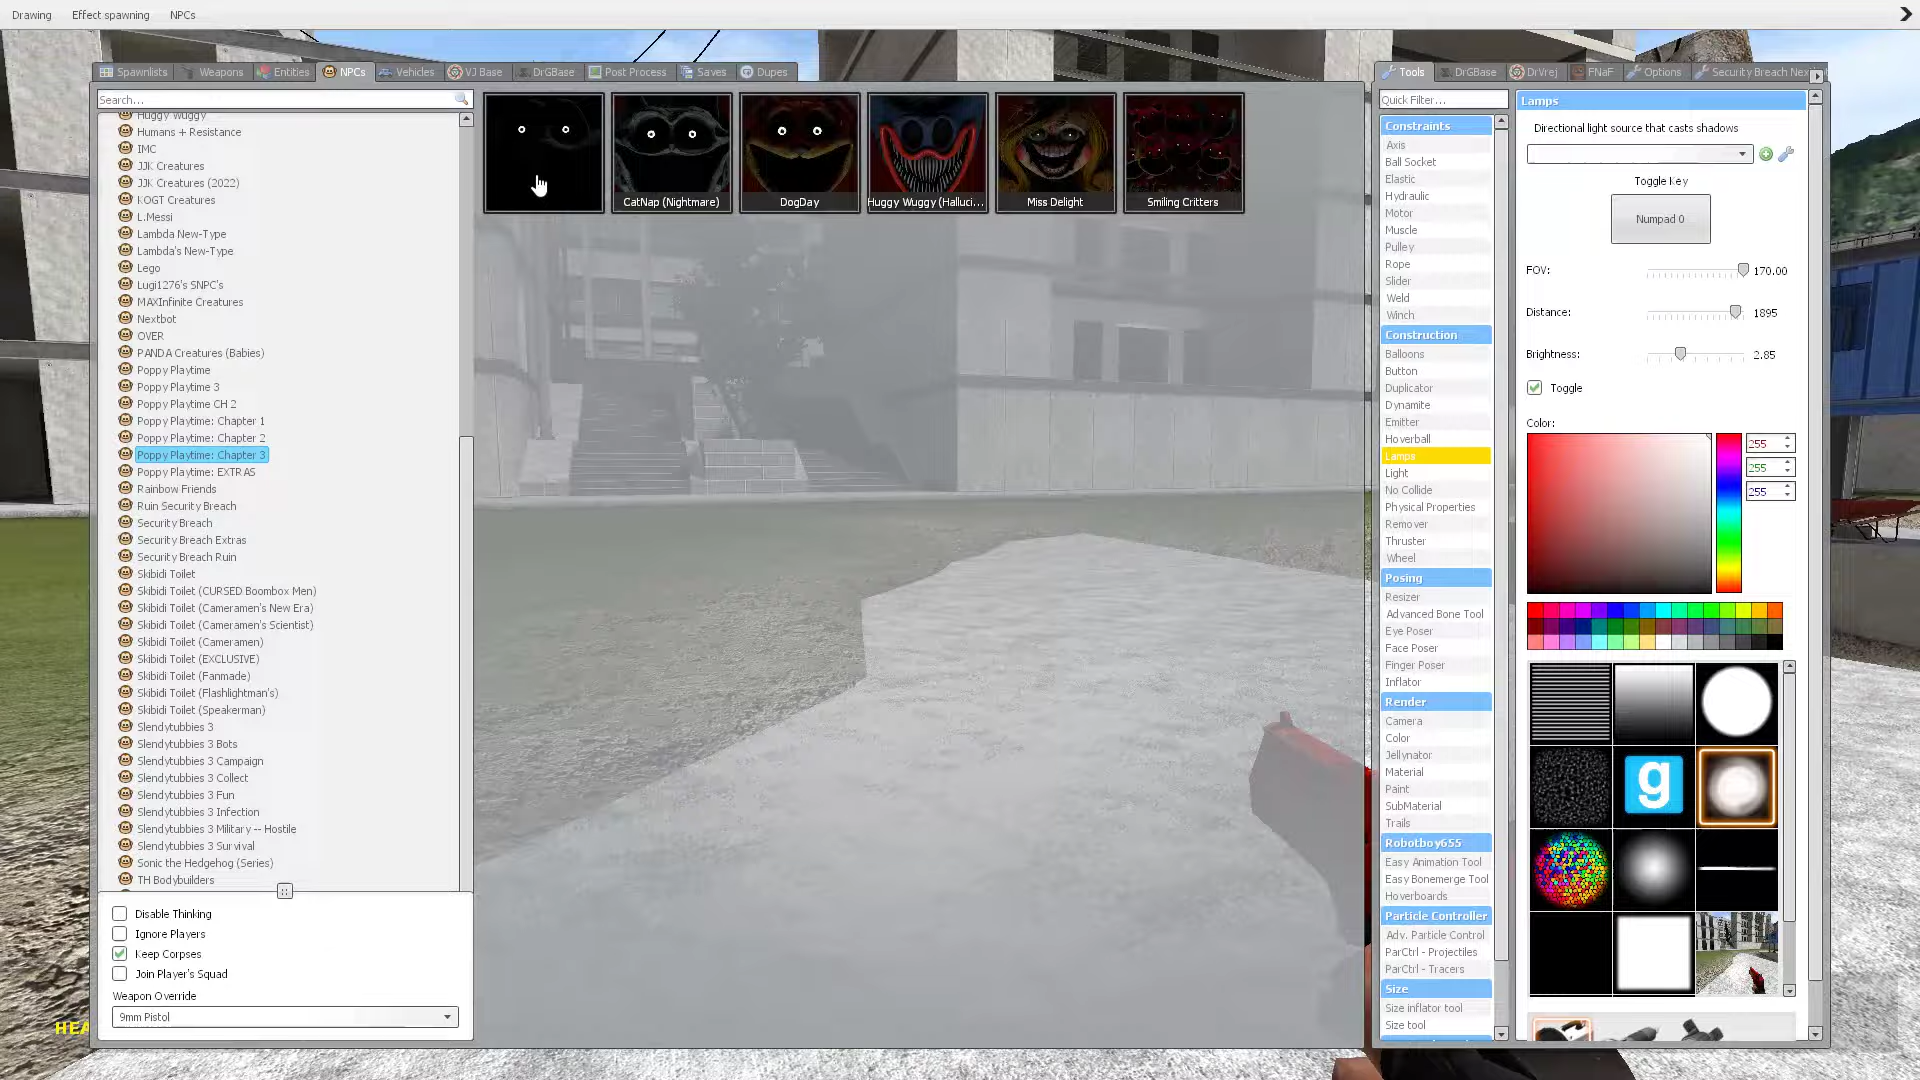 Drawing Effect spawning NPCs
Spawnlists Weapons Entities NPCs Vehicles VJ Base DrGBase Post Process Saves Dupes
Search...
Huggy Wuggy
Humans + Resistance
IMC
JJK Creatures
JJK Creatures (2022)
KOGT Creatures
L.Messi
Lambda New-Type
Lambda's New-Type
Lego
Lugi1276's SNPC's
MAXInfinite Creatures
Nextbot
OVER
PANDA Creatures (Babies)
Poppy Playtime
Poppy Playtime 3
Poppy Playtime CH 2
Poppy Playtime: Chapter 1
Poppy Playtime: Chapter 2
Poppy Playtime: Chapter 3
Poppy Playtime: EXTRAS
Rainbow Friends
Ruin Security Breach
Security Breach
Security Breach Extras
Security Breach Ruin
Skibidi Toilet
Skibidi Toilet (CURSED Boombox Men)
Skibidi Toilet (Cameramen's New Era)
Skibidi Toilet (Cameramen's Scientist)
Skibidi Toilet (Cameramen)
Skibidi Toilet (EXCLUSIVE)
Skibidi Toilet (Fanmade)
Skibidi Toilet (Flashlightman's)
Skibidi Toilet (Speakerman)
Slendytubbies 3
Slendytubbies 3 Bots
Slendytubbies 3 Campaign
Slendytubbies 3 Collect
Slendytubbies 3 Fun
Slendytubbies 3 Infection
Slendytubbies 3 Military -- Hostile
Slendytubbies 3 Survival
Sonic the Hedgehog (Series)
TH Bodybuilders
Disable Thinking
Ignore Players
Keep Corpses
Join Player's Squad
Weapon Override
9mm Pistol
HEA
CatNap (Nightmare)
DogDay
Huggy Wuggy (Halluci...
Miss Delight
Smiling Critters
Tools DrGBase DrVrej FNaF Options Security Breach Nex
Quick Filter...
Constraints
Axis
Ball Socket
Elastic
Hydraulic
Motor
Muscle
Pulley
Rope
Slider
Weld
Winch
Construction
Balloons
Button
Duplicator
Dynamite
Emitter
Hoverball
Lamps
Light
No Collide
Physical Properties
Remover
Thruster
Wheel
Posing
Resizer
Advanced Bone Tool
Eye Poser
Face Poser
Finger Poser
Inflator
Render
Camera
Color
Jellynator
Material
Paint
SubMaterial
Trails
Robotboy655
Easy Animation Tool
Easy Bonemerge Tool
Hoverboards
Particle Controller
Adv. Particle Control
ParCtrl - Projectiles
ParCtrl - Tracers
Size
Size inflator tool
Size tool
Lamps
Directional light source that casts shadows
Toggle Key
Numpad 0
FOV: 170.00
Distance: 1895
Brightness: 2.85
Toggle
Color:
255
255
255
g